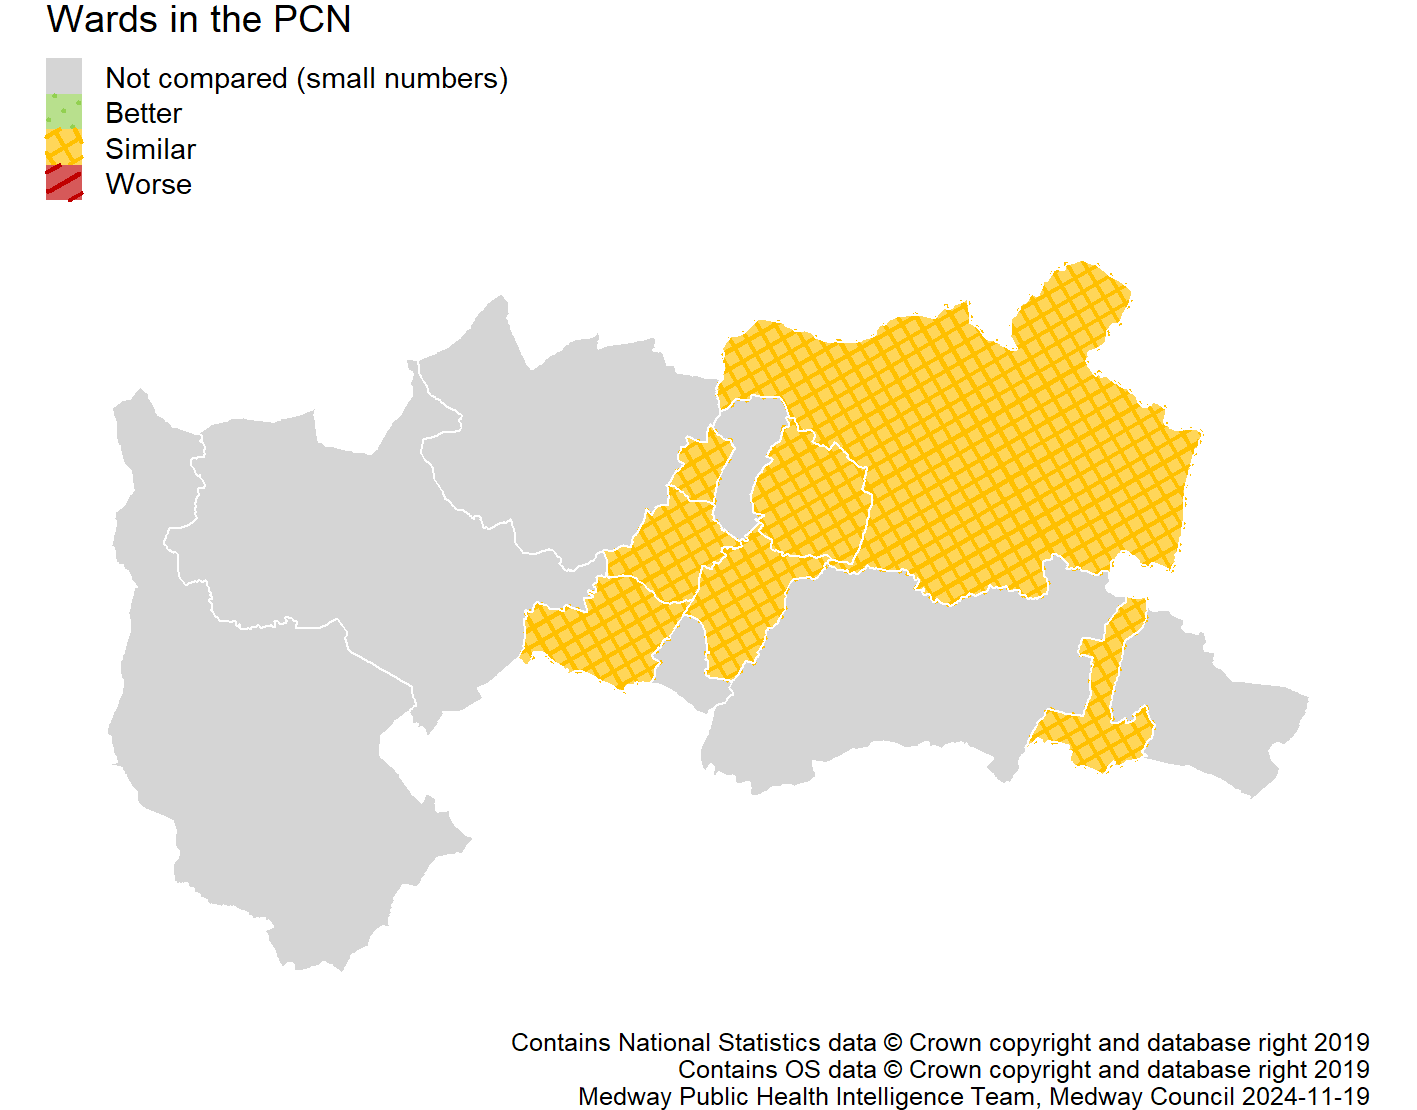 Wards in the PCN
Not compared (small numbers)
Better
Similar
Worse
Contains National Statistics data © Crown copyright and database right 2019
Contains OS data © Crown copyright and database right 2019
Medway Public Health Intelligence Team, Medway Council 2024-11-19